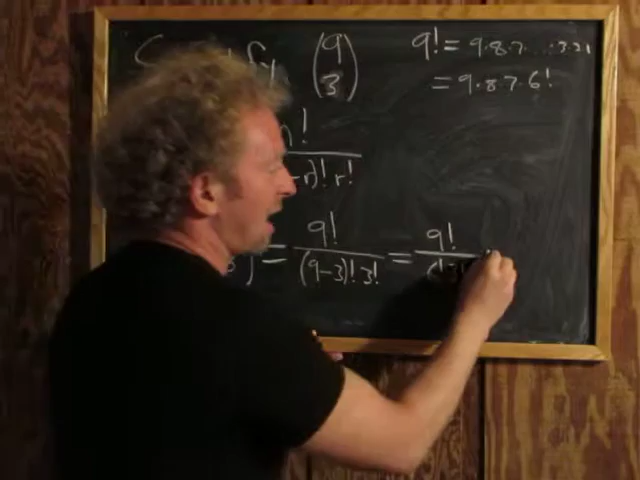 (9 3) 9! = 9·8·7· ... ·3·2·1
= 9·8·7·6!
n!
-r)! r!
) = 9! / (9-3)! 3! = 9!